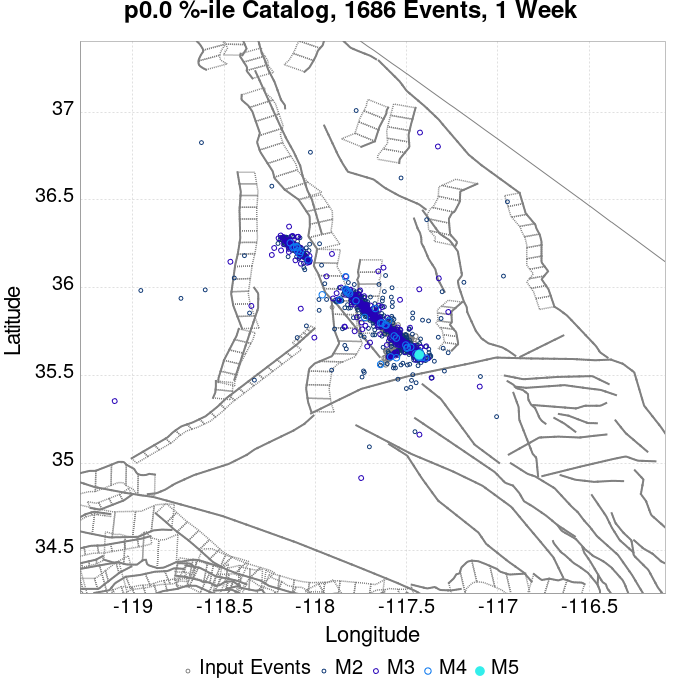 p0.0 %-ile Catalog, 1686 Events, 1 Week
37
36.5
36
35.5
35
34.5
Latitude
-119 -118.5 -118 -117.5 -117 -116.5
Longitude
Input Events M2 M3 M4 M5